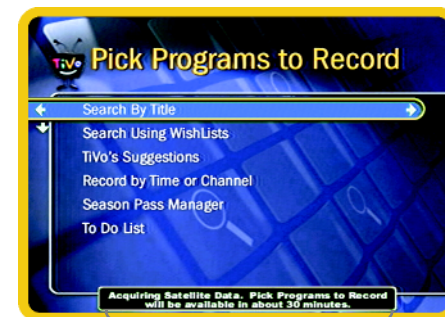 TiVo
Pick Programs to Record
Search By Title
Search Using WishLists
TiVo's Suggestions
Record by Time or Channel
Season Pass Manager
To Do List
Acquiring Satellite Data. Pick Programs to Record
will be available in about 30 minutes.